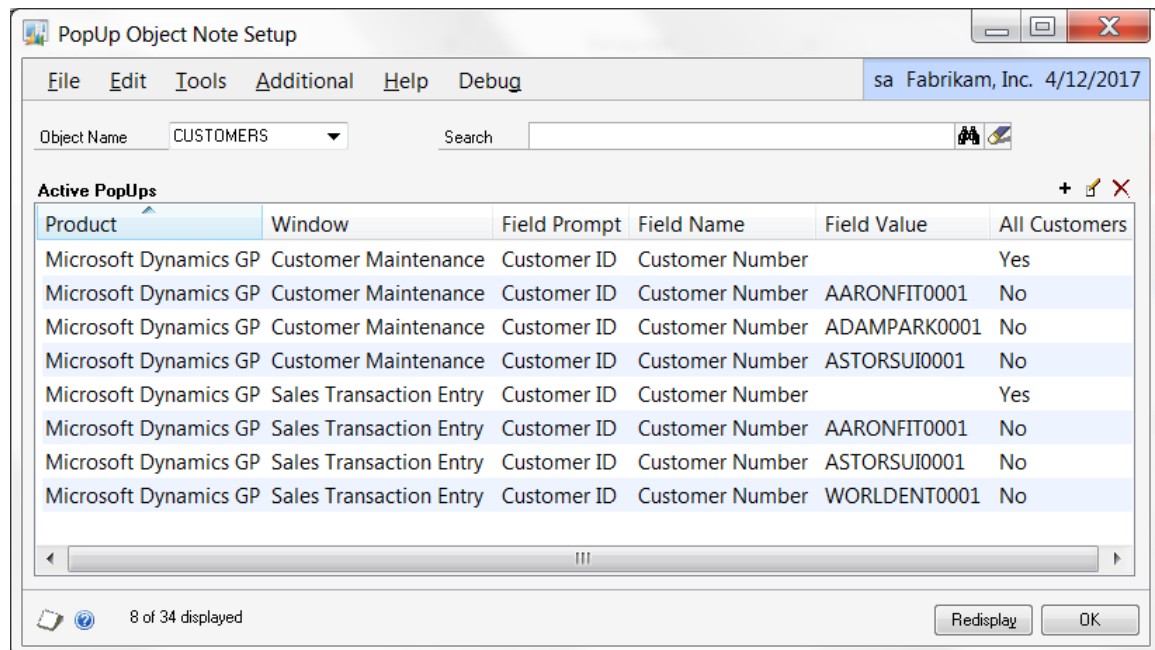 PopUp Object Note Setup
File Edit Tools Additional Help Debug sa Fabrikam, Inc. 4/12/2017
Object Name CUSTOMERS Search
Active PopUps
Product Window Field Prompt Field Name Field Value All Customers
Microsoft Dynamics GP Customer Maintenance Customer ID Customer Number Yes
Microsoft Dynamics GP Customer Maintenance Customer ID Customer Number AARONFIT0001 No
Microsoft Dynamics GP Customer Maintenance Customer ID Customer Number ADAMPARK0001 No
Microsoft Dynamics GP Customer Maintenance Customer ID Customer Number ASTORSUI0001 No
Microsoft Dynamics GP Sales Transaction Entry Customer ID Customer Number Yes
Microsoft Dynamics GP Sales Transaction Entry Customer ID Customer Number AARONFIT0001 No
Microsoft Dynamics GP Sales Transaction Entry Customer ID Customer Number ASTORSUI0001 No
Microsoft Dynamics GP Sales Transaction Entry Customer ID Customer Number WORLDENT0001 No
8 of 34 displayed Redisplay OK